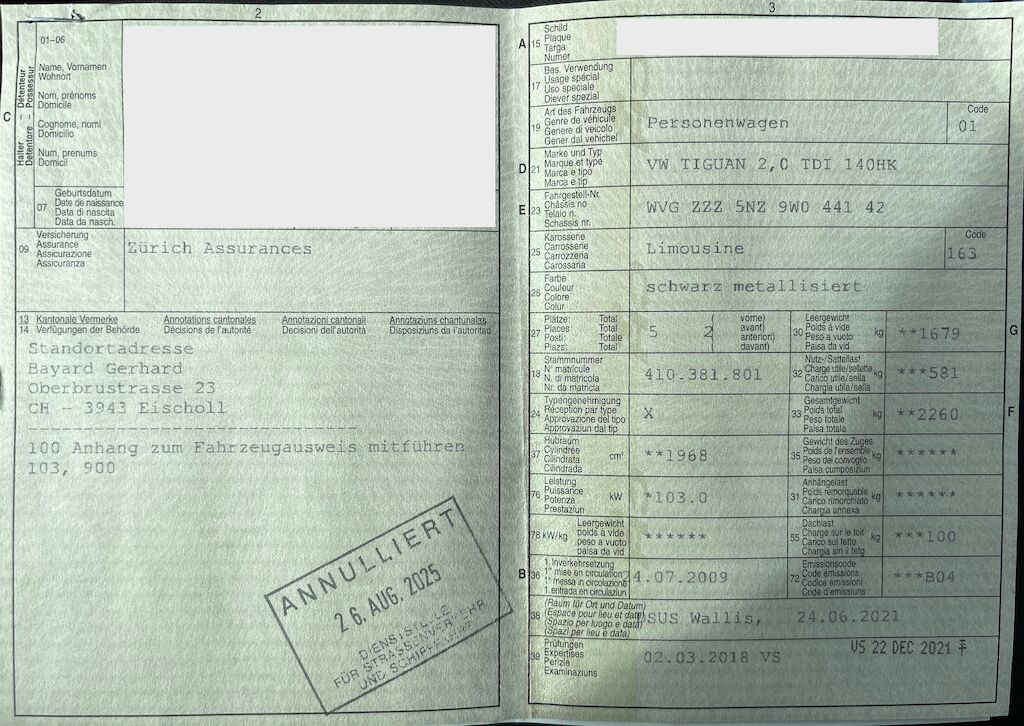 2
01-06
Name, Vornamen
Wohnort
Nom, prénoms
Domicile
Cognome, nomi
Domicilio
Num, prenums
Domicil
C
Halter – Détenteur
Detentore – Possessur
07
Geburtsdatum
Date de naissance
Data di nascita
Data da nasch.
09
Versicherung
Assurance
Assicurazione
Assicuranza
Zürich Assurances
13 Kantonale Vermerke Annotations cantonales Annotazioni cantonali Annotaziuns chantunalas
14 Verfügungen der Behörde Décisions de l'autorité Decisioni dell'autorità Disposiziuns da l'autoritad
Standortadresse
Bayard Gerhard
Oberbrustrasse 23
CH - 3943 Eischoll
100 Anhang zum Fahrzeugausweis mitführen
103, 900
ANNULLIERT
26 AUG. 2025
DIENSTSTELLE
FÜR STRASSENVERKEHR
UND SCHIFFFAHRT
3
A 15
Schild
Plaque
Targa
Numer
17
Bes. Verwendung
Usage spécial
Uso speciale
Diever spezial
19
Art des Fahrzeugs
Genre de véhicule
Genere di veicolo
Gener dal vehichel
Personenwagen
Code
01
D 21
Marke und Typ
Marque et type
Marca e tipo
Marca e tip
VW TIGUAN 2,0 TDI 140HK
E 23
Fahrgestell-Nr.
Châssis no
Telaio n.
Schassis nr.
WVG ZZZ 5NZ 9W0 441 42
25
Karosserie
Carrosserie
Carrozzeria
Carossaria
Limousine
Code
163
26
Farbe
Couleur
Colore
Colur
schwarz metallisiert
27
Plätze: Total
Places: Total
Posti: Totale
Plazs: Totale
5 2
( vorne)
( avant)
( anteriori)
( davant)
30
Leergewicht
Poids à vide
Peso a vuoto
Paisa da vid
kg
**1679
G
18
Stammnummer
N° matricule
N. di matricola
Nr. da matricla
410.381.801
32
Nutz-/Sattellast
Charge utile/sellette
Carico utile/sella
Chargia utila/sella
kg
***581
24
Typengenehmigung
Réception par type
Approvazione del tipo
Approvaziun dal tip
X
33
Gesamtgewicht
Poids total
Peso totale
Paisa totala
kg
**2260
F
37
Hubraum
Cylindrée
Cilindrata
Cilindrada
cm³
**1968
35
Gewicht des Zuges
Poids de l'ensemble
Peso del convoglio
Paisa cumposiziun
kg
******
76
Leistung
Puissance
Potenza
Prestaziun
kW
*103.0
31
Anhängelast
Poids remorquable
Carico rimorchiato
Chargia annexa
kg
******
78 kW/kg
Leergewicht
poids à vide
peso a vuoto
paisa da vid
******
55
Dachlast
Charge sur le toit
Carico sul tetto
Chargia sin il tetg
kg
***100
B 36
1. Inverkehrsetzung
1re mise en circulation
1a messa in circolazione
1. entrada en circulaziun
4.07.2009
72
Emissionscode
Code émissions
Codice emissioni
Code d'emissiuns
***B04
38
(Raum für Ort und Datum)
(Espace pour lieu et date)
(Spazio per luogo e data)
(Spazi per lieu e data)
DSUS Wallis, 24.06.2021
39
Prüfungen
Expertises
Perizie
Examinaziuns
02.03.2018 VS
VS 22 DEC 2021